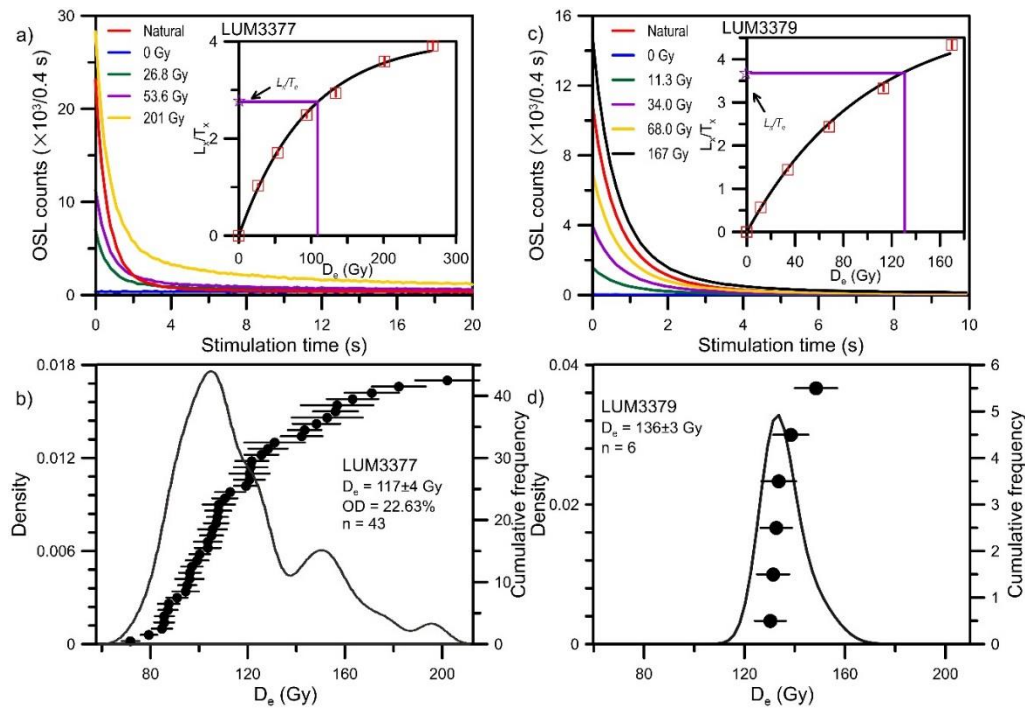 a)
OSL counts (×10³/0.4 s)
30
25
20
15
10
5
0
Natural
0 Gy
26.8 Gy
53.6 Gy
201 Gy
LUM3377
4
2
0
Lₓ/Tₓ
0
100
200
300
Dₑ (Gy)
0
4
8
12
16
20
Stimulation time (s)
c)
OSL counts (×10³/0.4 s)
16
12
8
4
0
Natural
0 Gy
11.3 Gy
34.0 Gy
68.0 Gy
167 Gy
LUM3379
4
3
2
1
0
Lₓ/Tₓ
0
40
80
120
160
Dₑ (Gy)
0
2
4
6
8
10
Stimulation time (s)
b)
Density
0.018
0.012
0.006
0
LUM3377
Dₑ = 117±4 Gy
OD = 22.63%
n = 43
Cumulative frequency
40
30
20
10
0
80
120
160
200
Dₑ (Gy)
d)
Density
0.04
0.02
0.00
LUM3379
Dₑ = 136±3 Gy
n = 6
Cumulative frequency
6
5
4
3
2
1
0
80
120
160
200
Dₑ (Gy)